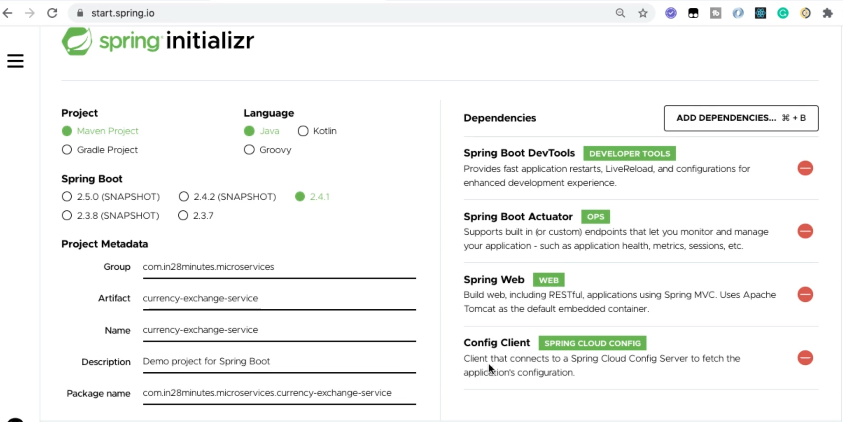 start.spring.io
spring initializr
Project
Maven Project
Gradle Project
Language
Java Kotlin
Groovy
Spring Boot
2.5.0 (SNAPSHOT) 2.4.2 (SNAPSHOT) 2.4.1
2.3.8 (SNAPSHOT) 2.3.7
Project Metadata
Group com.in28minutes.microservices
Artifact currency-exchange-service
Name currency-exchange-service
Description Demo project for Spring Boot
Package name com.in28minutes.microservices.currency-exchange-service
Dependencies ADD DEPENDENCIES... ⌘ + B
Spring Boot DevTools DEVELOPER TOOLS
Provides fast application restarts, LiveReload, and configurations for
enhanced development experience.
Spring Boot Actuator OPS
Supports built in (or custom) endpoints that let you monitor and manage
your application - such as application health, metrics, sessions, etc.
Spring Web WEB
Build web, including RESTful, applications using Spring MVC. Uses Apache
Tomcat as the default embedded container.
Config Client SPRING CLOUD CONFIG
Client that connects to a Spring Cloud Config Server to fetch the
application's configuration.